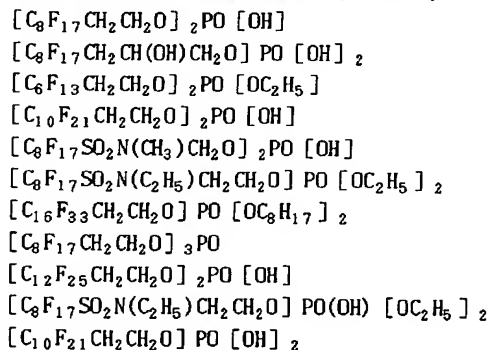 [C₈F₁₇CH₂CH₂O] ₂PO [OH]
[C₈F₁₇CH₂CH(OH)CH₂O] PO [OH] ₂
[C₆F₁₃CH₂CH₂O] ₂PO [OC₂H₅]
[C₁₀F₂₁CH₂CH₂O] ₂PO [OH]
[C₈F₁₇SO₂N(CH₃)CH₂O] ₂PO [OH]
[C₈F₁₇SO₂N(C₂H₅)CH₂CH₂O] PO [OC₂H₅] ₂
[C₁₆F₃₃CH₂CH₂O] PO [OC₈H₁₇] ₂
[C₈F₁₇CH₂CH₂O] ₃PO
[C₁₂F₂₅CH₂CH₂O] ₂PO [OH]
[C₈F₁₇SO₂N(C₂H₅)CH₂CH₂O] PO(OH) [OC₂H₅] ₂
[C₁₀F₂₁CH₂CH₂O] PO [OH] ₂